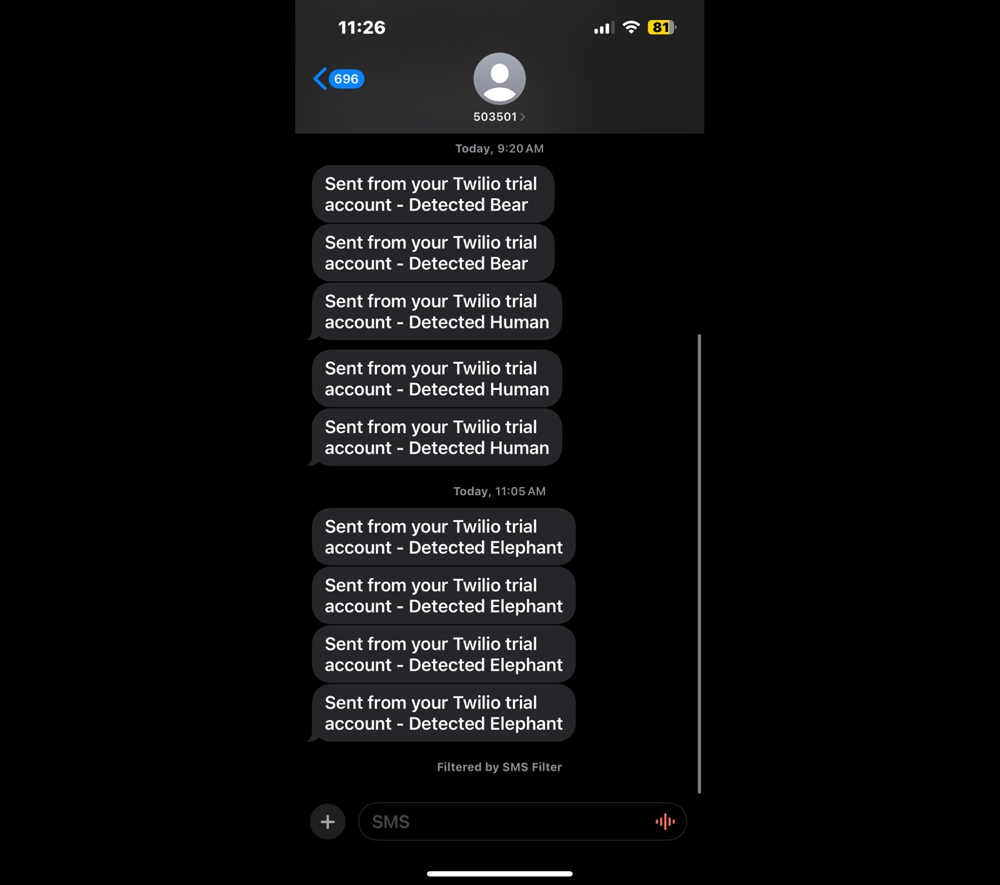 11:26
81
696
503501
Today, 9:20 AM
Sent from your Twilio trial
account - Detected Bear
Sent from your Twilio trial
account - Detected Bear
Sent from your Twilio trial
account - Detected Human
Sent from your Twilio trial
account - Detected Human
Sent from your Twilio trial
account - Detected Human
Today, 11:05 AM
Sent from your Twilio trial
account - Detected Elephant
Sent from your Twilio trial
account - Detected Elephant
Sent from your Twilio trial
account - Detected Elephant
Sent from your Twilio trial
account - Detected Elephant
Filtered by SMS Filter
SMS